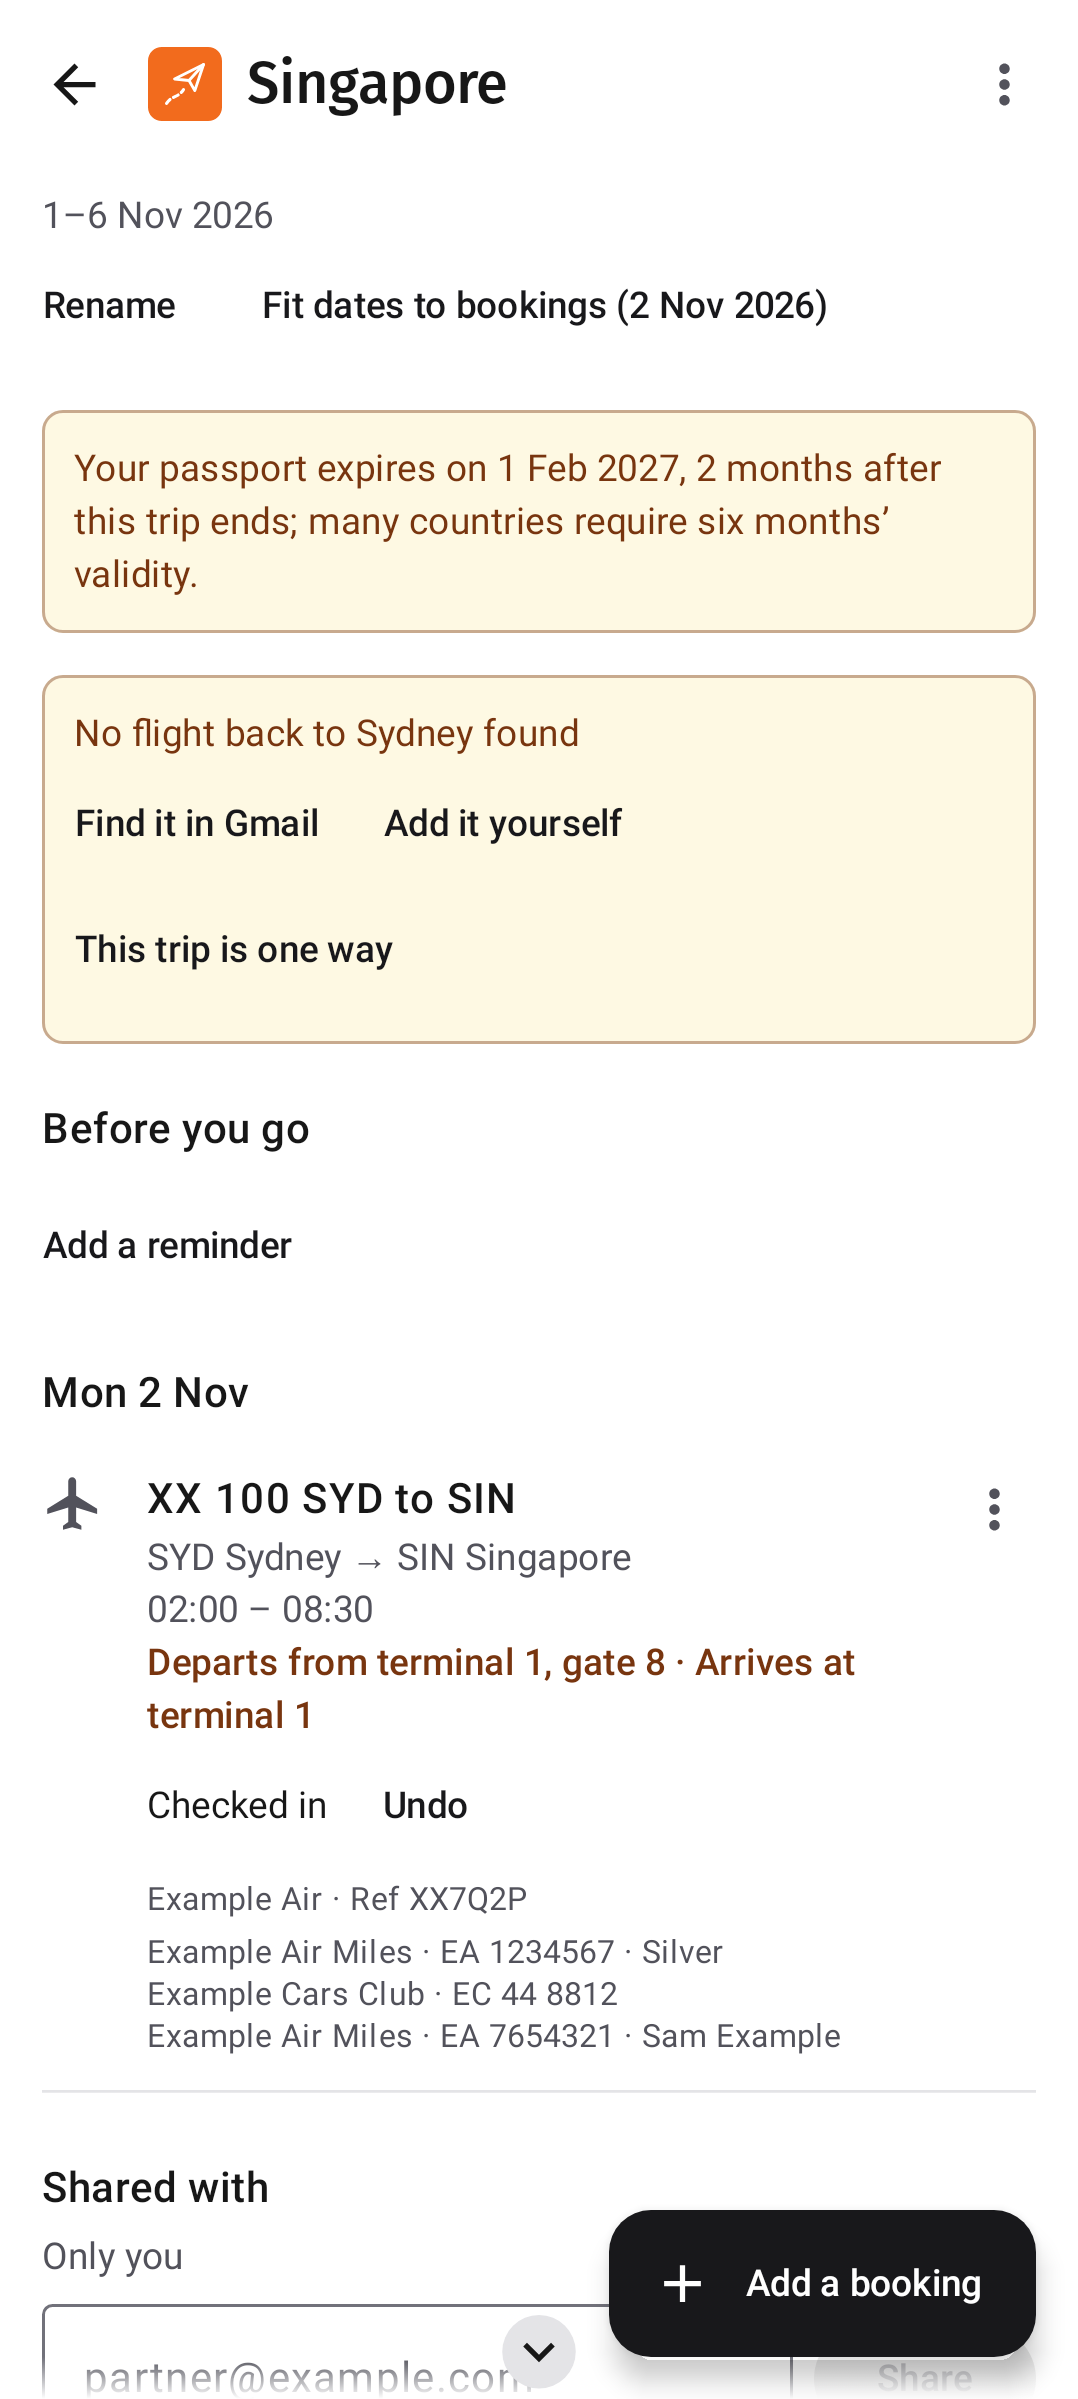 Singapore
1–6 Nov 2026
Rename Fit dates to bookings (2 Nov 2026)
Your passport expires on 1 Feb 2027, 2 months after
this trip ends; many countries require six months’
validity.
No flight back to Sydney found
Find it in Gmail Add it yourself
This trip is one way
Before you go
Add a reminder
Mon 2 Nov
XX 100 SYD to SIN
SYD Sydney → SIN Singapore
02:00 – 08:30
Departs from terminal 1, gate 8 · Arrives at
terminal 1
Checked in Undo
Example Air · Ref XX7Q2P
Example Air Miles · EA 1234567 · Silver
Example Cars Club · EC 44 8812
Example Air Miles · EA 7654321 · Sam Example
Shared with
Only you
Add a booking
partner@example.com
Share